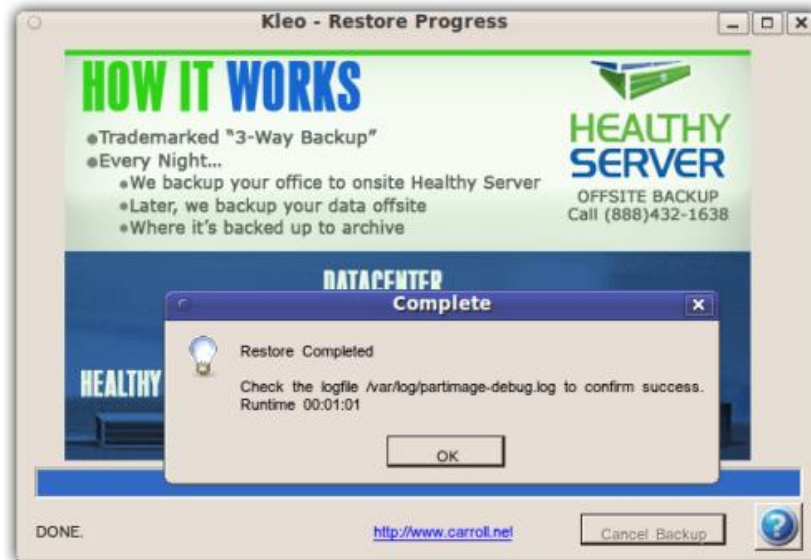 Kleo - Restore Progress
HOW IT WORKS
●Trademarked "3-Way Backup"
●Every Night...
●We backup your office to onsite Healthy Server
●Later, we backup your data offsite
●Where it's backed up to archive
HEALTHY
SERVER
OFFSITE BACKUP
Call (888)432-1638
DATACENTER
Complete
Restore Completed
Check the logfile /var/log/partimage-debug.log to confirm success.
Runtime 00:01:01
OK
HEALTHY
DONE.
http://www.carroll.net
Cancel Backup
?